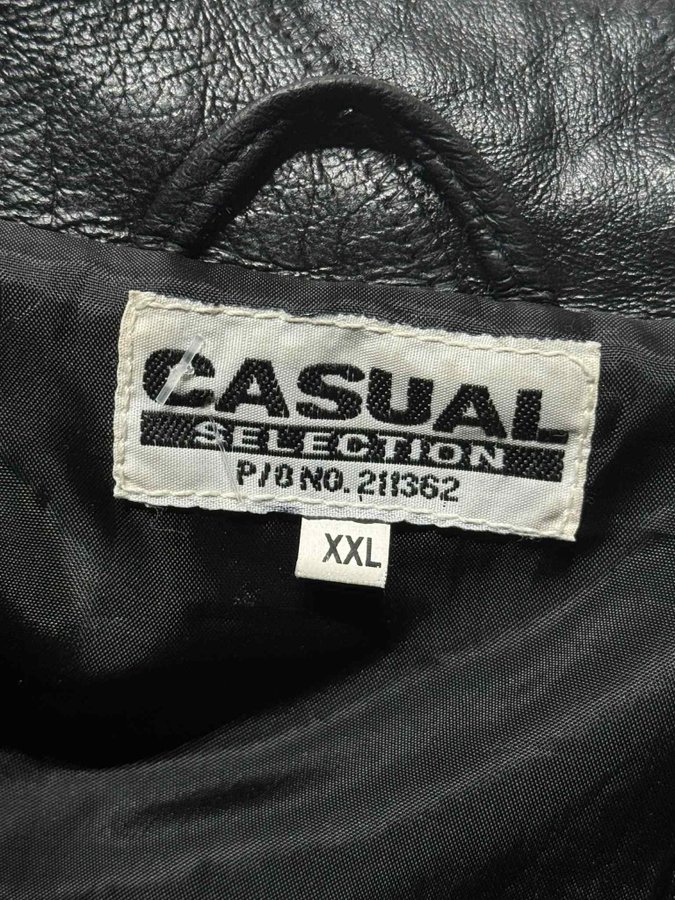 CASUAL
SELECTION
P/O NO. 211362
XXL